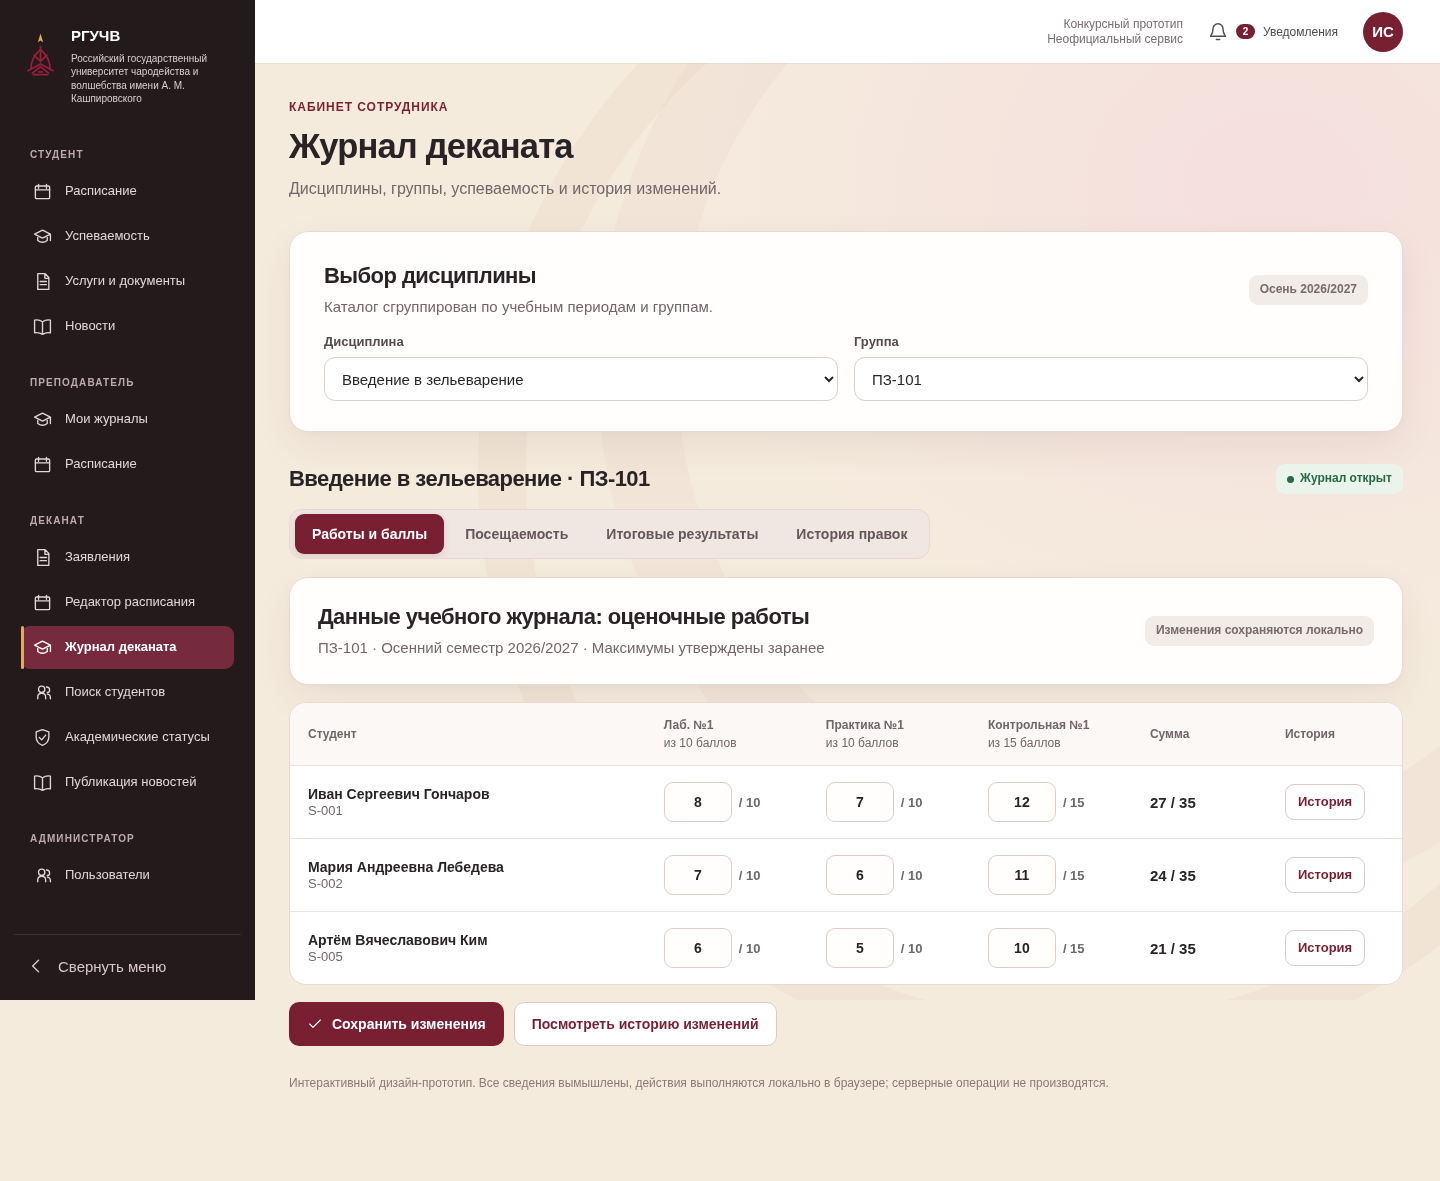 РГУЧВ
Российский государственный
университет чародейства и
волшебства имени А. М.
Кашпировского
СТУДЕНТ
Расписание
Успеваемость
Услуги и документы
Новости
ПРЕПОДАВАТЕЛЬ
Мои журналы
Расписание
ДЕКАНАТ
Заявления
Редактор расписания
Журнал деканата
Поиск студентов
Академические статусы
Публикация новостей
АДМИНИСТРАТОР
Пользователи
Свернуть меню
Конкурсный прототип
Неофициальный сервис
2 Уведомления
ИС
КАБИНЕТ СОТРУДНИКА
Журнал деканата
Дисциплины, группы, успеваемость и история изменений.
Выбор дисциплины
Каталог сгруппирован по учебным периодам и группам.
Осень 2026/2027
Дисциплина Группа
Введение в зельеварение ПЗ-101
Введение в зельеварение · ПЗ-101
Журнал открыт
Работы и баллы Посещаемость Итоговые результаты История правок
Данные учебного журнала: оценочные работы
ПЗ-101 · Осенний семестр 2026/2027 · Максимумы утверждены заранее
Изменения сохраняются локально
Студент Лаб. №1 Практика №1 Контрольная №1 Сумма История
из 10 баллов из 10 баллов из 15 баллов
Иван Сергеевич Гончаров 8 / 10 7 / 10 12 / 15 27 / 35 История
S-001
Мария Андреевна Лебедева 7 / 10 6 / 10 11 / 15 24 / 35 История
S-002
Артём Вячеславович Ким 6 / 10 5 / 10 10 / 15 21 / 35 История
S-005
Сохранить изменения Посмотреть историю изменений
Интерактивный дизайн-прототип. Все сведения вымышлены, действия выполняются локально в браузере; серверные операции не производятся.